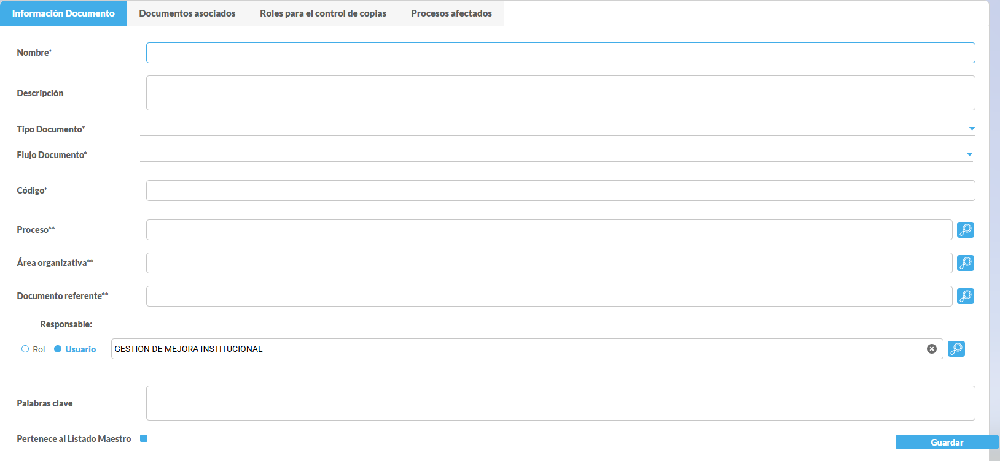 Información Documento Documentos asociados Roles para el control de copias Procesos afectados
Nombre*
Descripción
Tipo Documento*
Flujo Documento*
Código*
Proceso**
Área organizativa**
Documento referente**
Responsable:
Rol Usuario GESTION DE MEJORA INSTITUCIONAL
Palabras clave
Pertenece al Listado Maestro
Guardar